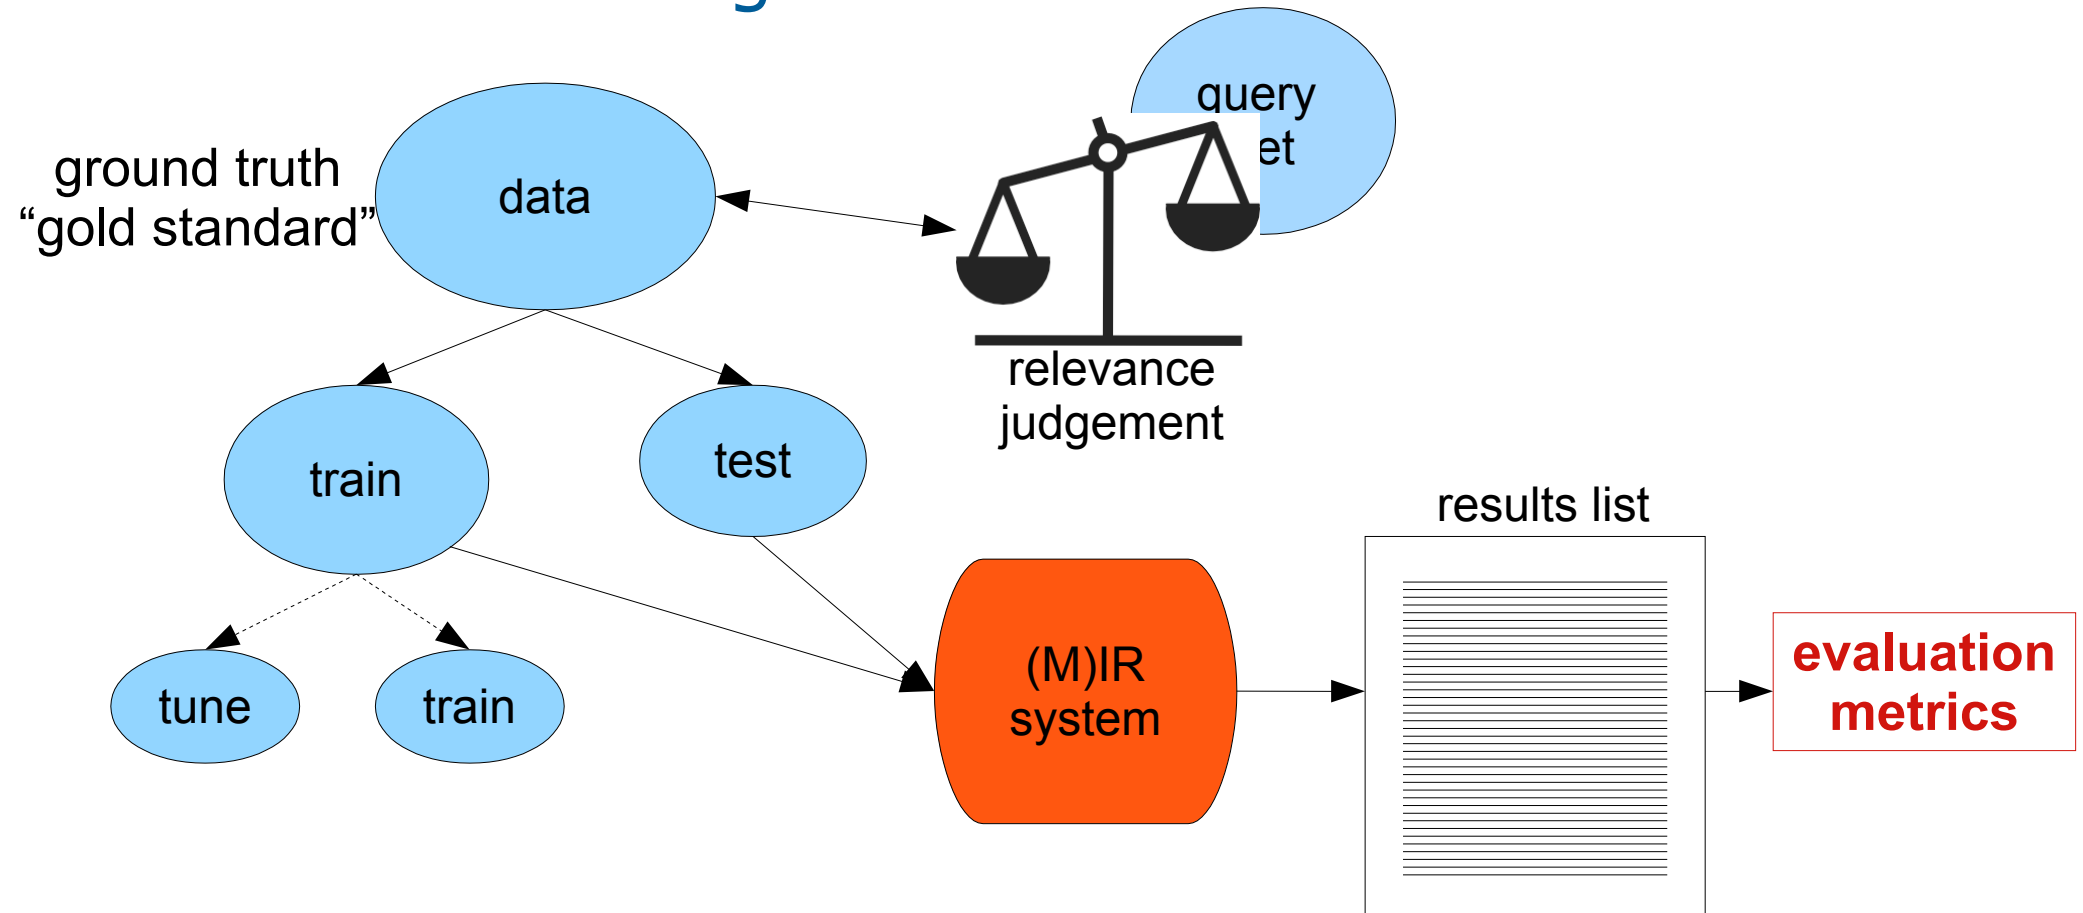 query
et
ground truth
“gold standard”
data
relevance
judgement
train
test
results list
(M)IR
system
evaluation
metrics
tune
train